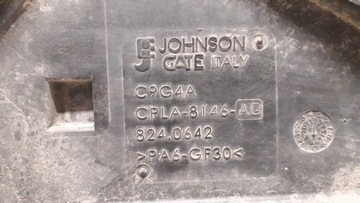 JOHNSON
GATE ITALY
C9G4A
CPLA-8146-AC
824.0642
>PA6-GF30<